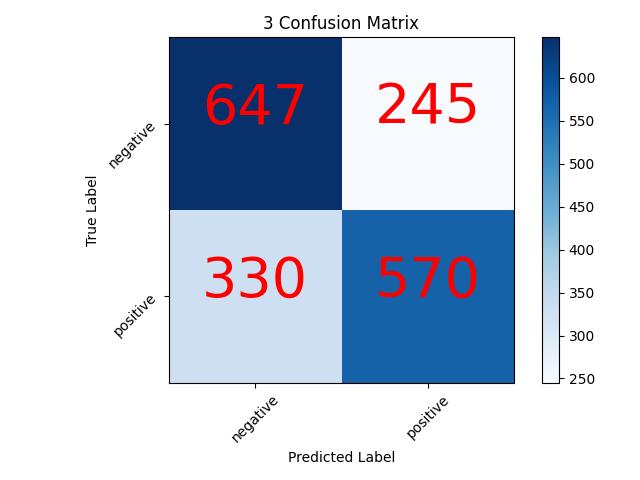 3 Confusion Matrix
647 245
330 570
negative
positive
True Label
negative
positive
Predicted Label
600
550
500
450
400
350
300
250